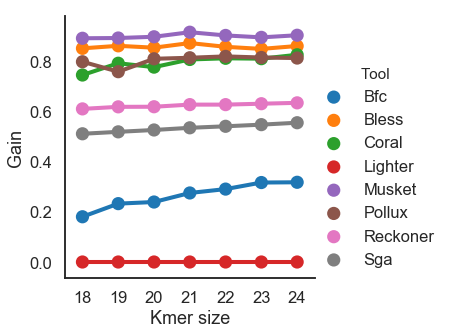 Gain
0.8
0.6
0.4
0.2
0.0
18 19 20 21 22 23 24
Kmer size
Tool
Bfc
Bless
Coral
Lighter
Musket
Pollux
Reckoner
Sga